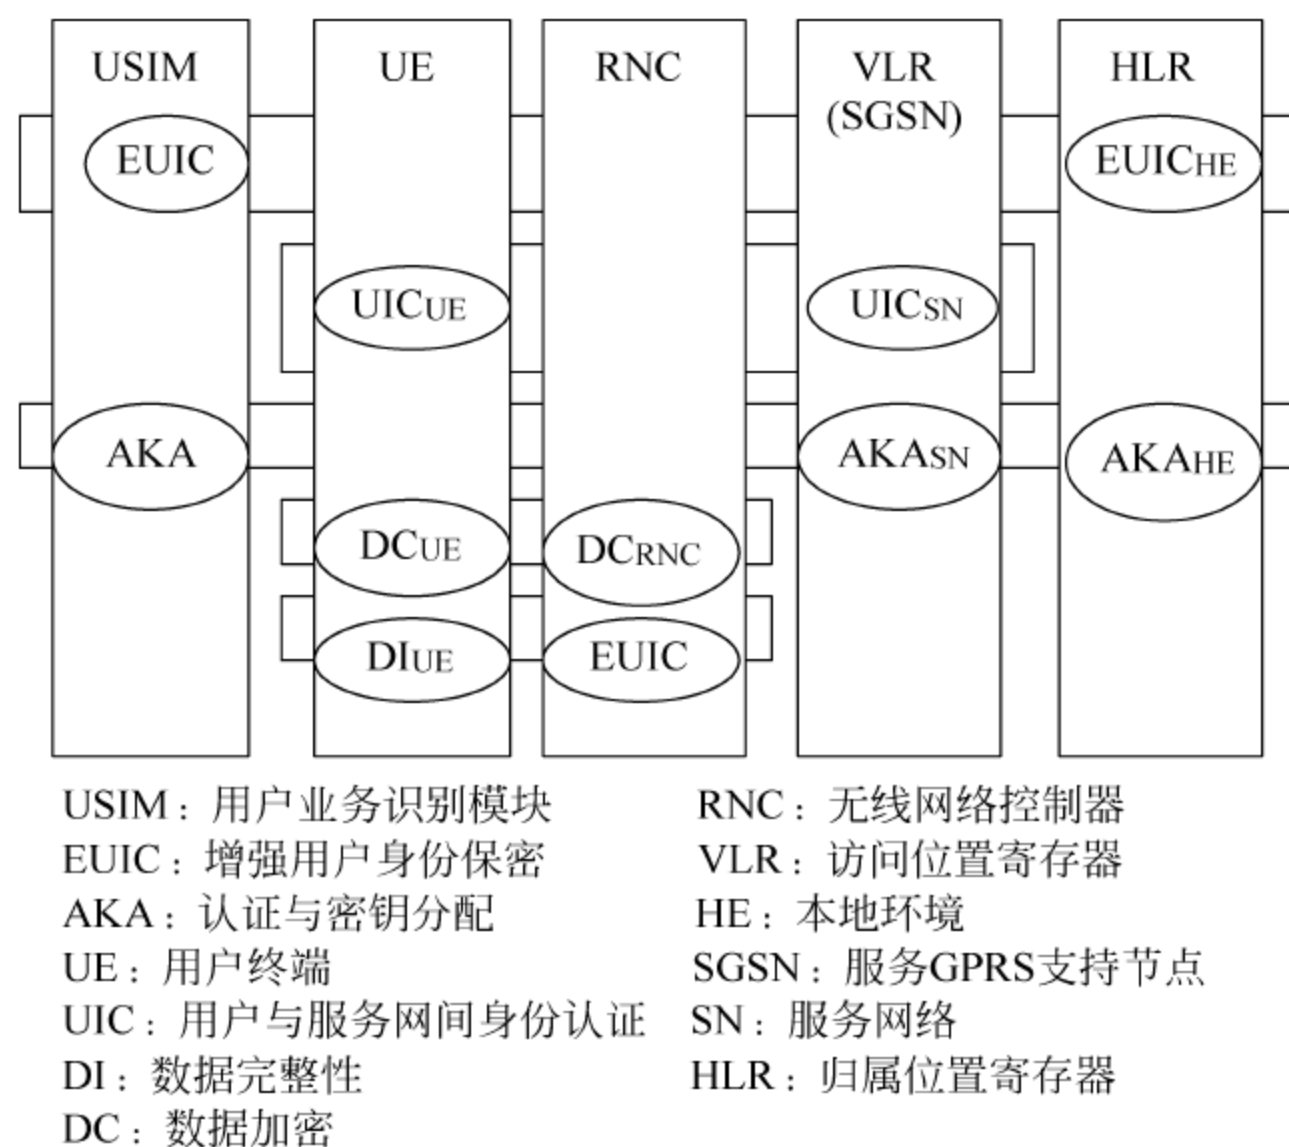 USIM UE RNC VLR HLR
(SGSN)
EUIC EUICHE
UICUE UICSN
AKA AKASN AKAHE
DCUE DCRNC
DIUE EUIC
USIM：用户业务识别模块 RNC：无线网络控制器
EUIC：增强用户身份保密 VLR：访问位置寄存器
AKA：认证与密钥分配 HE：本地环境
UE：用户终端 SGSN：服务GPRS支持节点
UIC：用户与服务网间身份认证 SN：服务网络
DI：数据完整性 HLR：归属位置寄存器
DC：数据加密